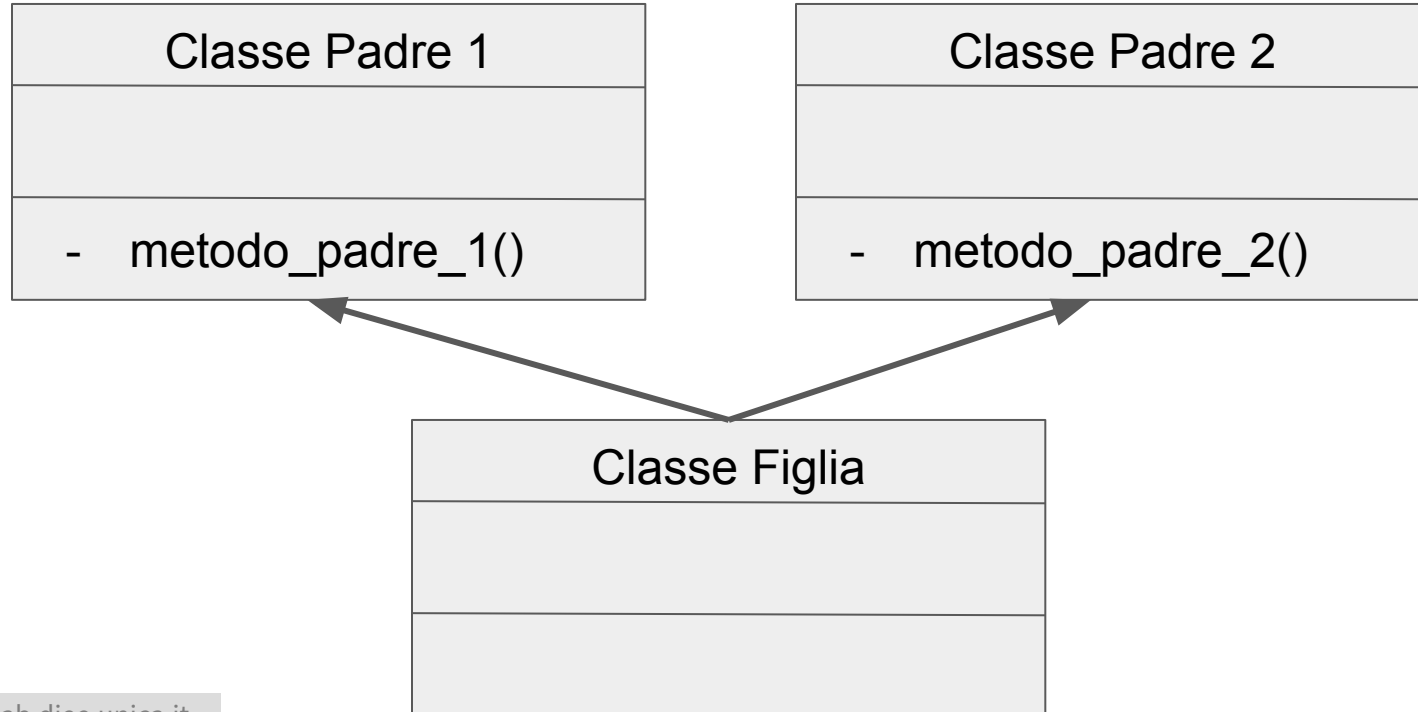 Classe Padre 1
Classe Padre 2
- metodo_padre_1()
- metodo_padre_2()
Classe Figlia